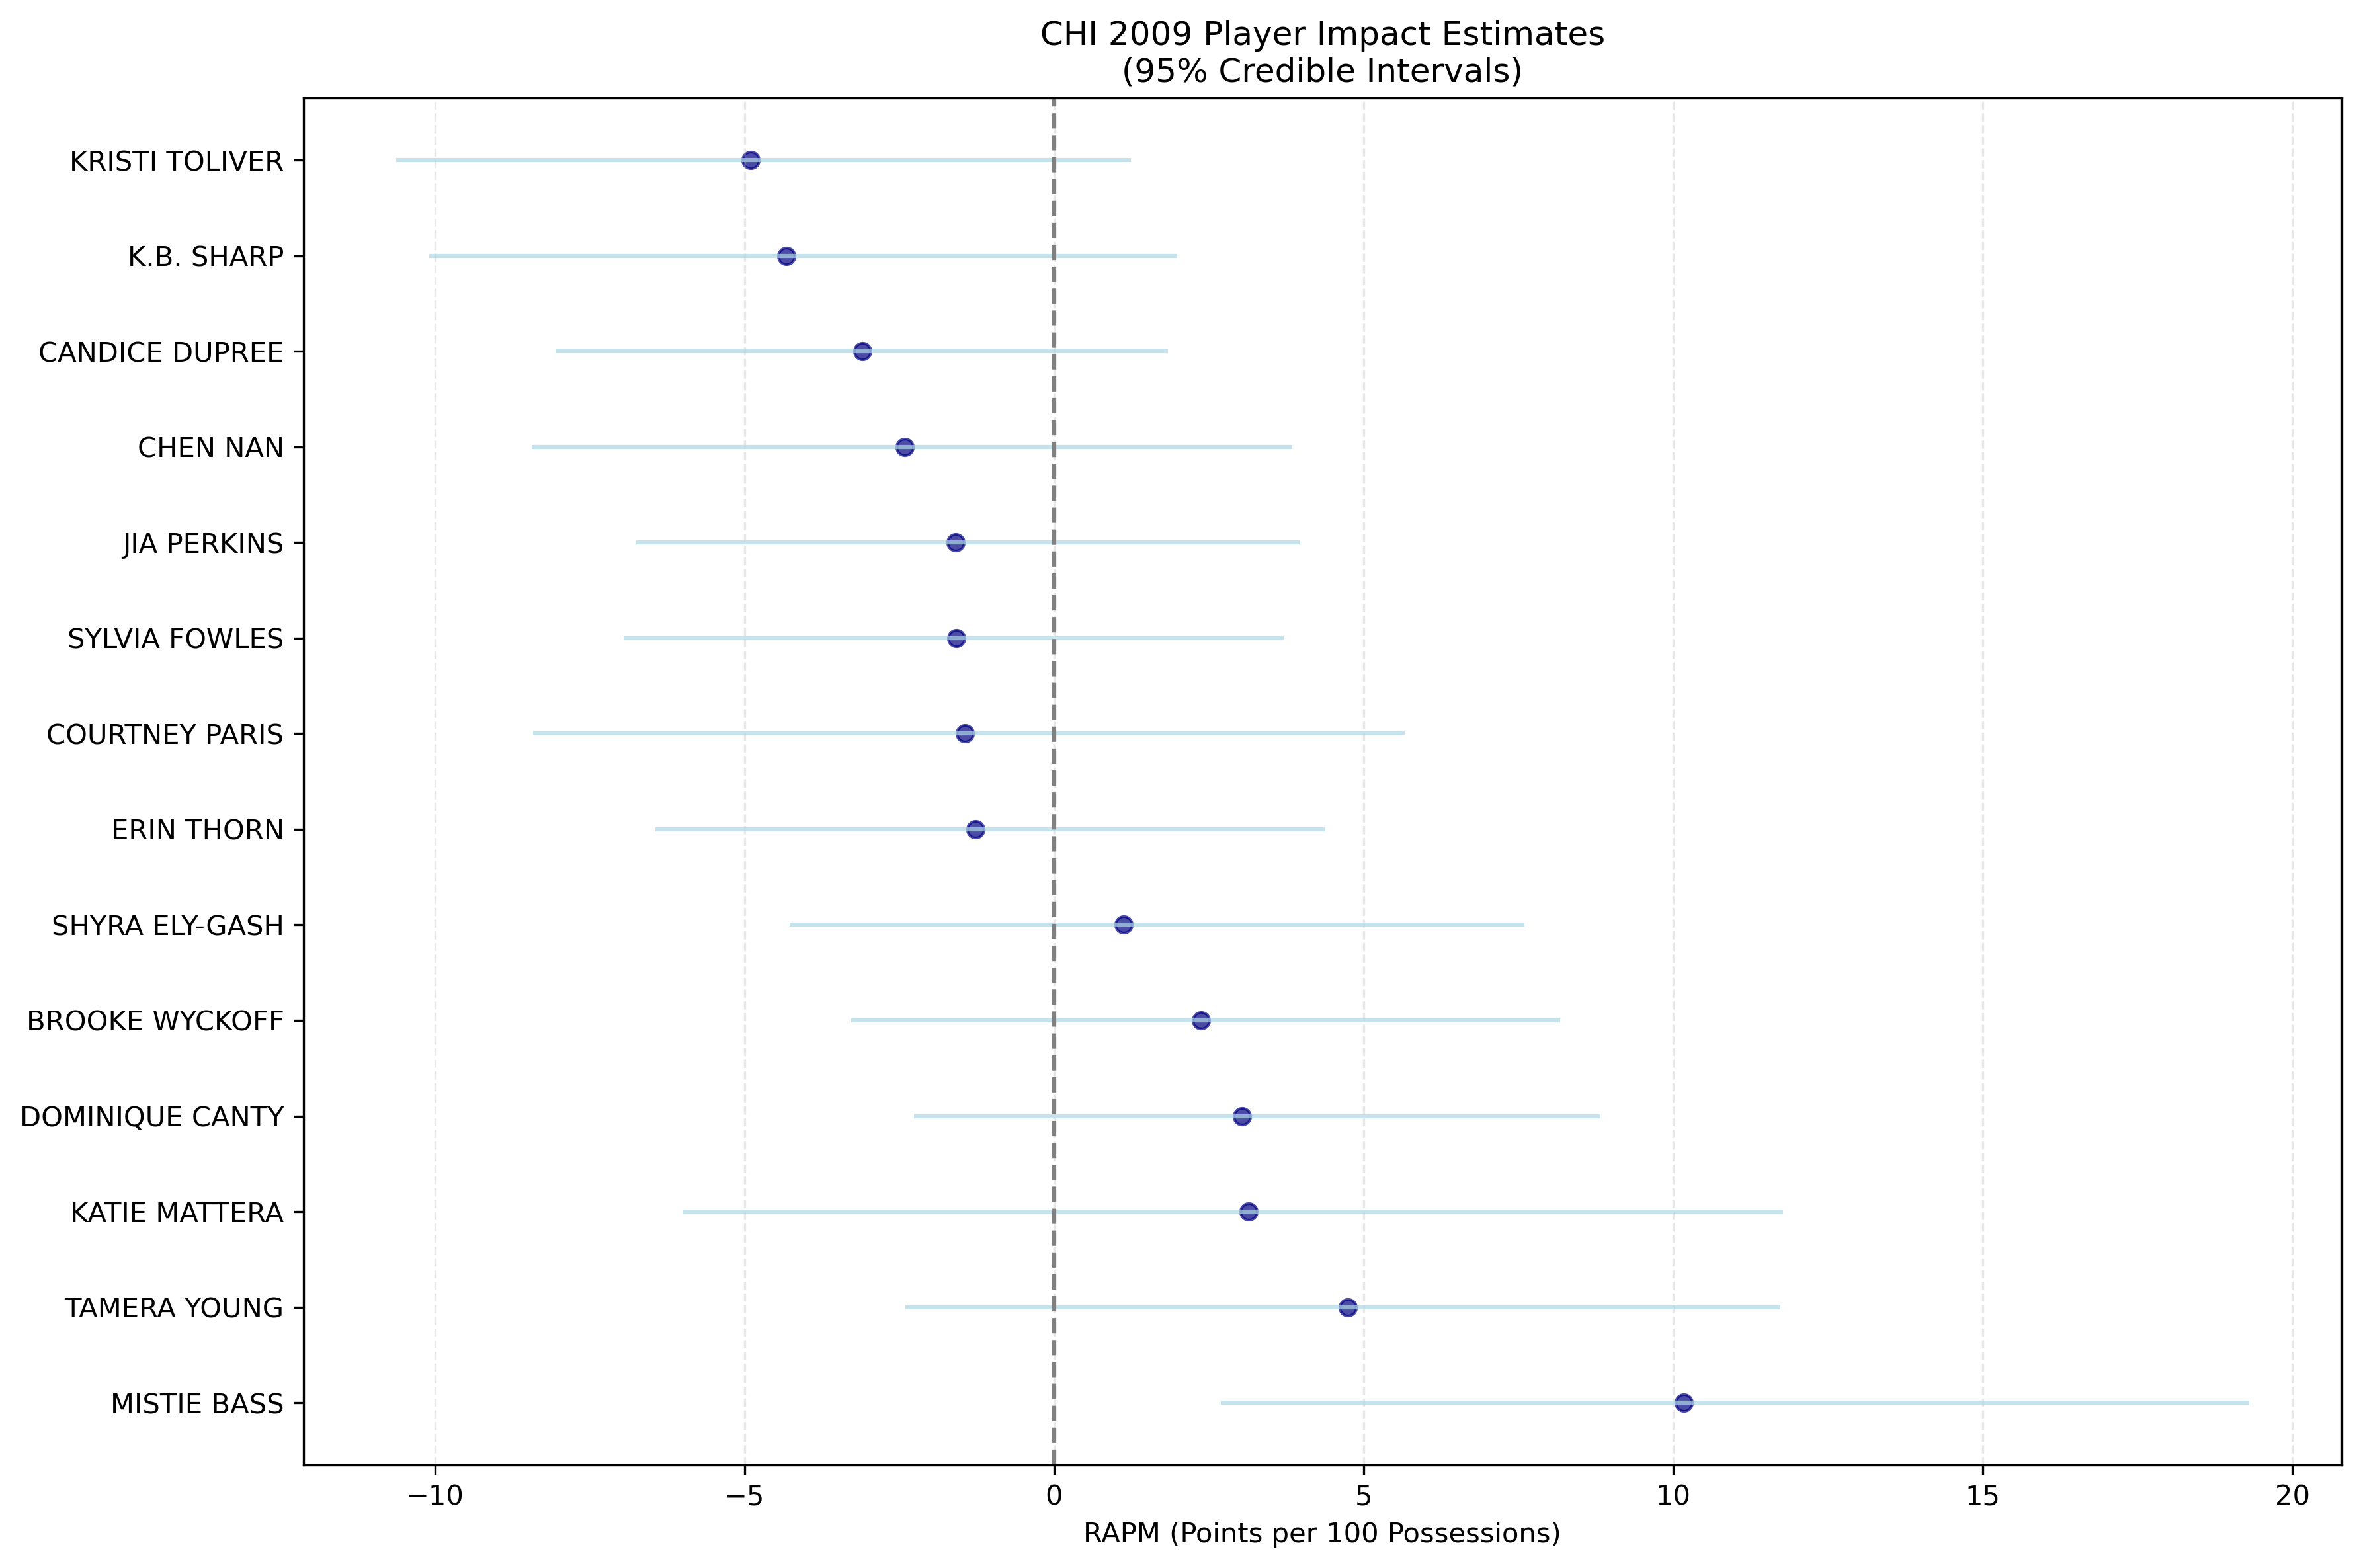 CHI 2009 Player Impact Estimates
(95% Credible Intervals)
KRISTI TOLIVER
K.B. SHARP
CANDICE DUPREE
CHEN NAN
JIA PERKINS
SYLVIA FOWLES
COURTNEY PARIS
ERIN THORN
SHYRA ELY-GASH
BROOKE WYCKOFF
DOMINIQUE CANTY
KATIE MATTERA
TAMERA YOUNG
MISTIE BASS
−10 −5 0 5 10 15 20
RAPM (Points per 100 Possessions)